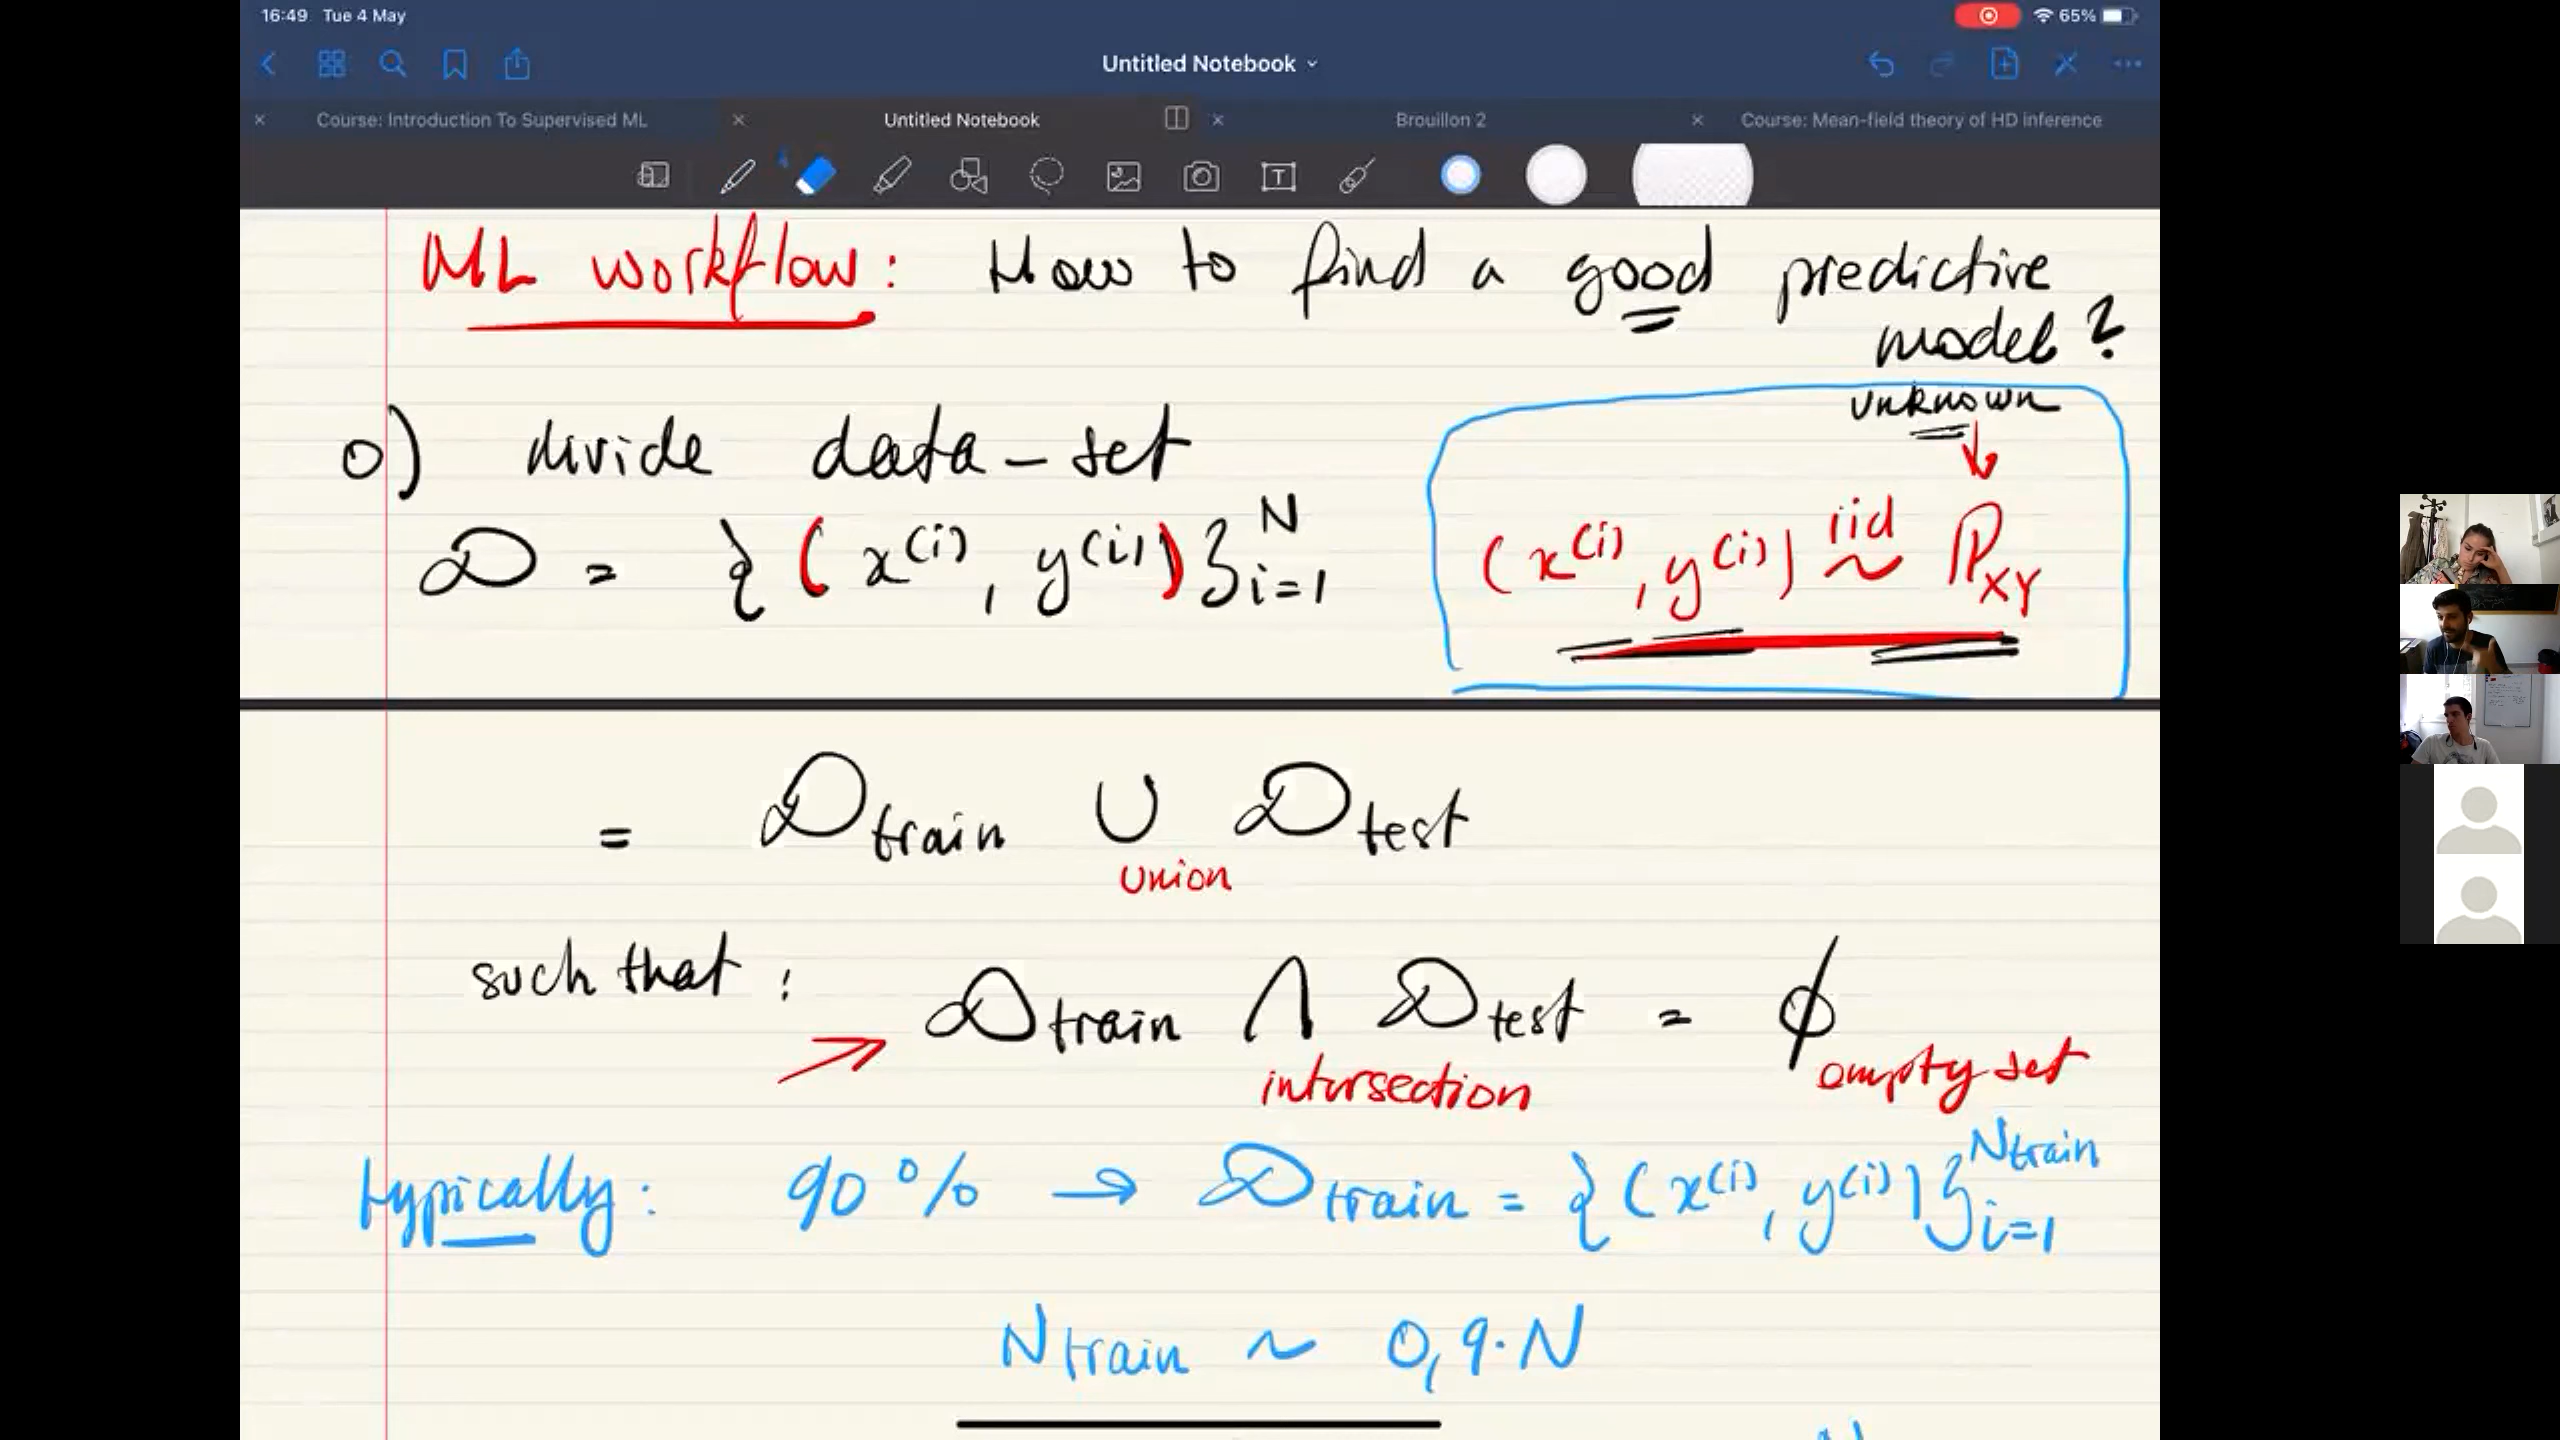 16:49 Tue 4 May 65%
Untitled Notebook
Course: Introduction To Supervised ML Untitled Notebook Brouillon 2 Course: Mean-field theory of HD inference
ML workflow: How to find a good predictive
model?
unknown
0) divide data-set
D = {(x^(i), y^(i))}_{i=1}^N
(x^(i), y^(i)) iid ~ P_XY
= D_train ∪ D_test
union
such that : D_train ∩ D_test = ϕ
intersection empty set
typically: 90% → D_train = {(x^(i), y^(i))}_{i=1}^{N_train}
N_train ~ 0,9·N